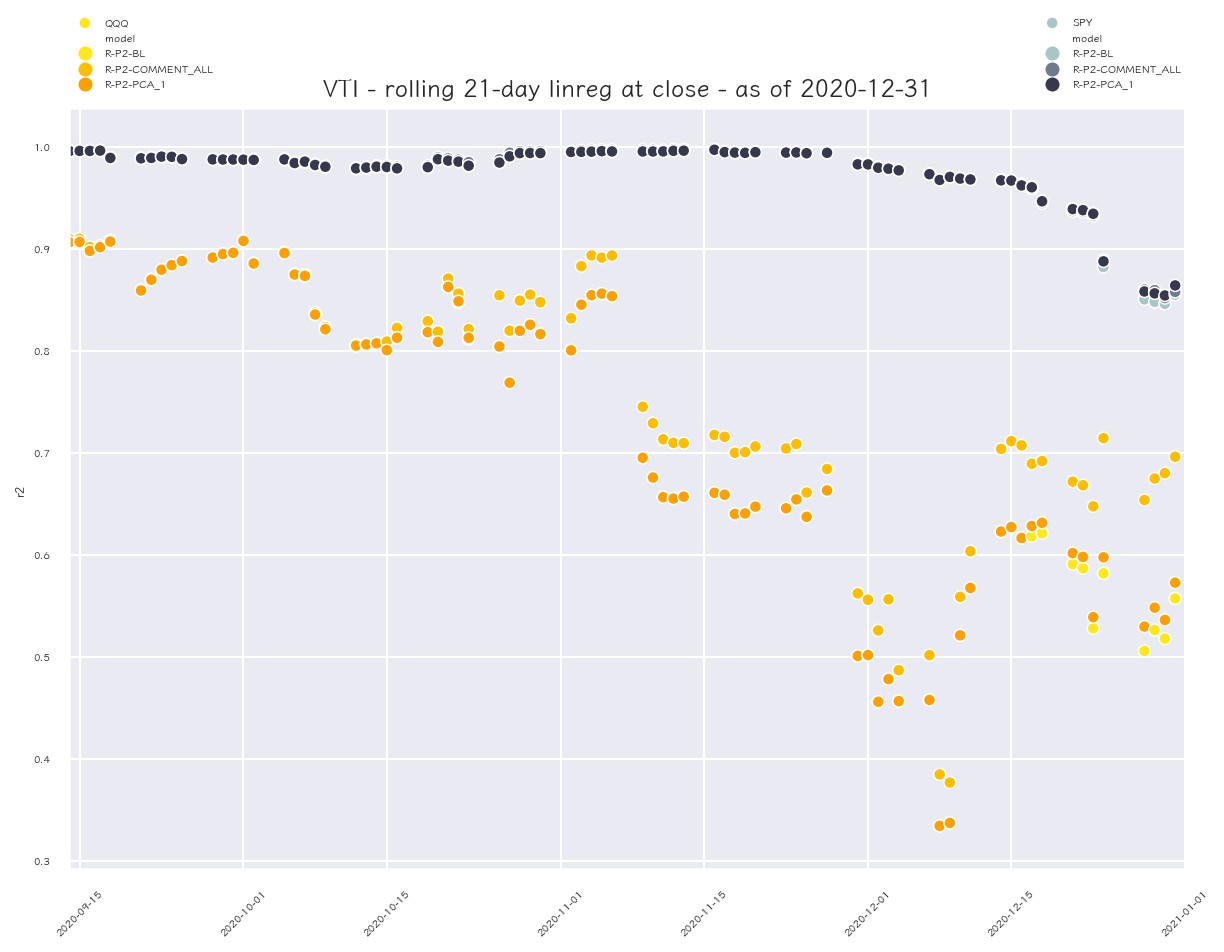 QQQ
model
R-P2-BL
R-P2-COMMENT_ALL
R-P2-PCA_1
SPY
model
R-P2-BL
R-P2-COMMENT_ALL
R-P2-PCA_1
VTI - rolling 21-day linreg at close - as of 2020-12-31
r2
1.0
0.9
0.8
0.7
0.6
0.5
0.4
0.3
2020-09-15
2020-10-01
2020-10-15
2020-11-01
2020-11-15
2020-12-01
2020-12-15
2021-01-01